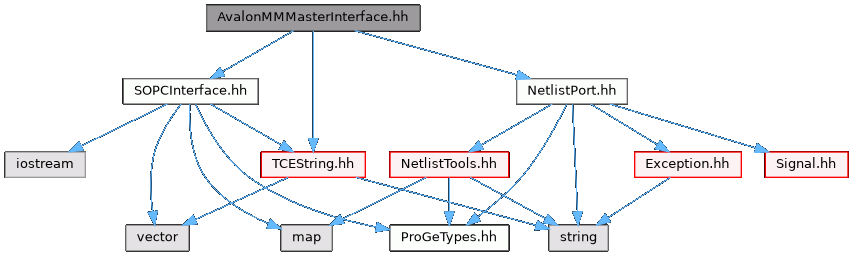 AvalonMMMasterInterface.hh
SOPCInterface.hh
NetlistPort.hh
iostream
TCEString.hh
NetlistTools.hh
Exception.hh
Signal.hh
vector
map
ProGeTypes.hh
string